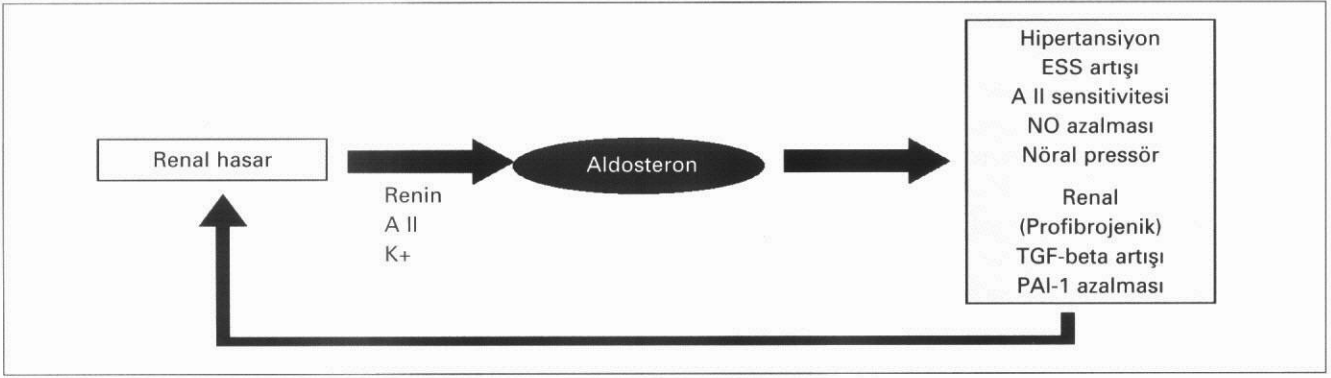 Renal hasar
Renin
A II
K+
Aldosteron
Hipertansiyon
ESS artışı
A II sensitivitesi
NO azalması
Nöral pressör
Renal
(Profibrojenik)
TGF-beta artışı
PAI-1 azalması